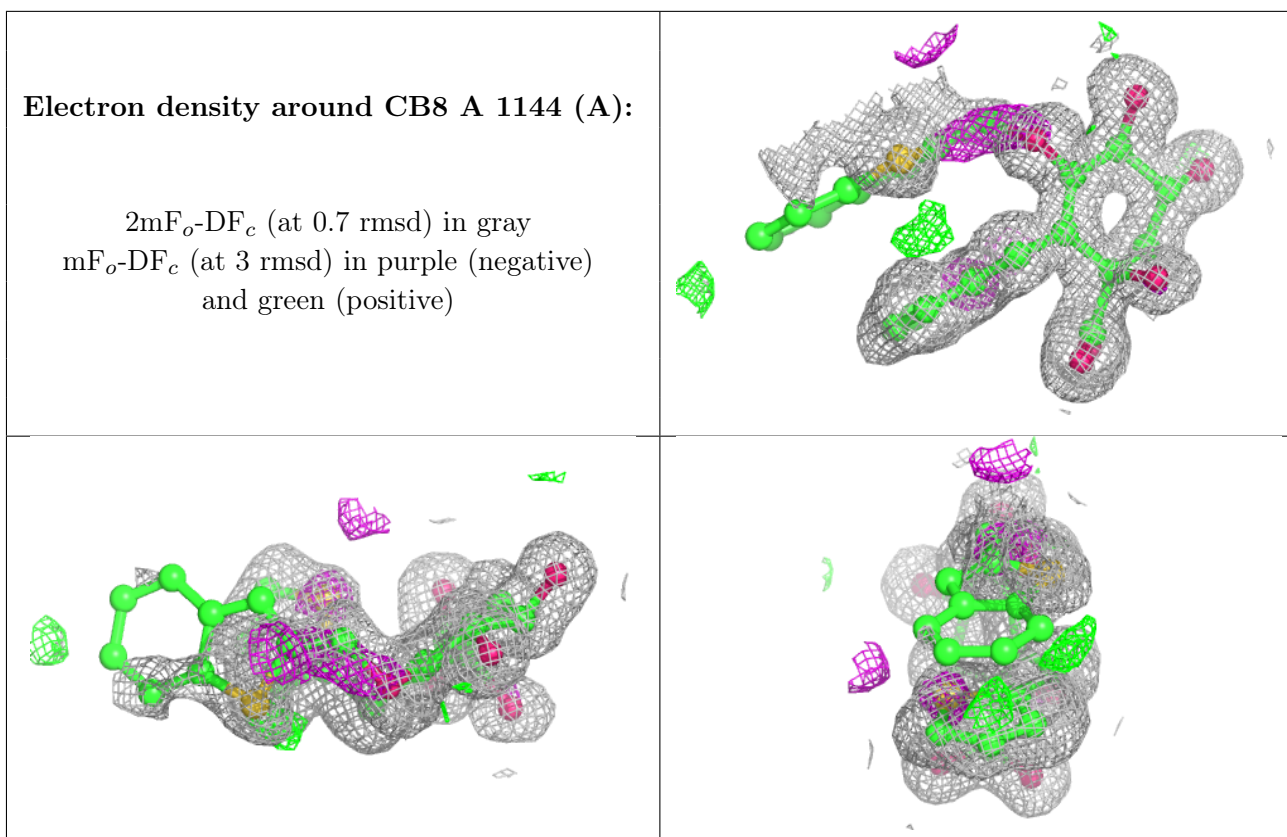 Electron density around CB8 A 1144 (A):
2mFo-DFc (at 0.7 rmsd) in gray
mFo-DFc (at 3 rmsd) in purple (negative)
and green (positive)